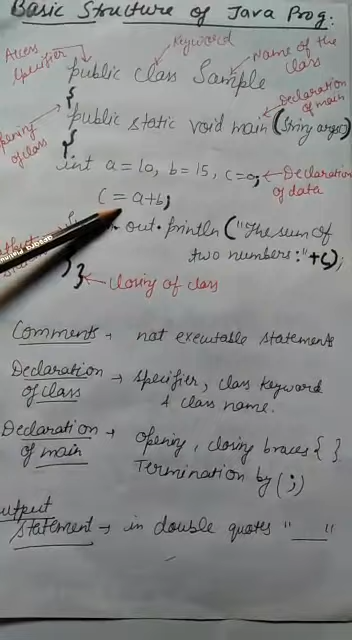 Basic Structure of Java Prog:
Access Specifier
Keyword
Name of the class
public class Sample
{
Declaration of main
public static void main (String args)
opening of class
{
int a = 10, b = 15, c = 0;
Declaration of data
C = a+b;
out.println ("The sum of
two numbers:"+c);
}}
closing of class
Comments → not executable statements
Declaration of class → specifier, class keyword
& class name.
Declaration of main → opening, closing braces { }
Termination by (;)
output
statement → in double quotes "__"